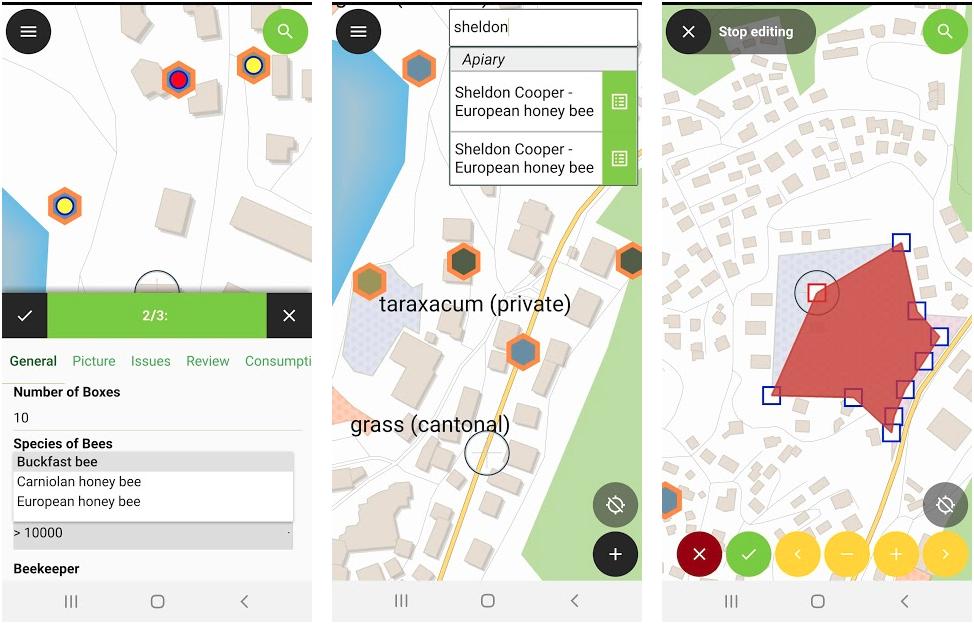 2/3:
General Picture Issues Review Consumpti
Number of Boxes
10
Species of Bees
Buckfast bee
Carniolan honey bee
European honey bee
> 10000
Beekeeper
sheldon
Apiary
Sheldon Cooper -
European honey bee
Sheldon Cooper -
European honey bee
taraxacum (private)
grass (cantonal)
Stop editing